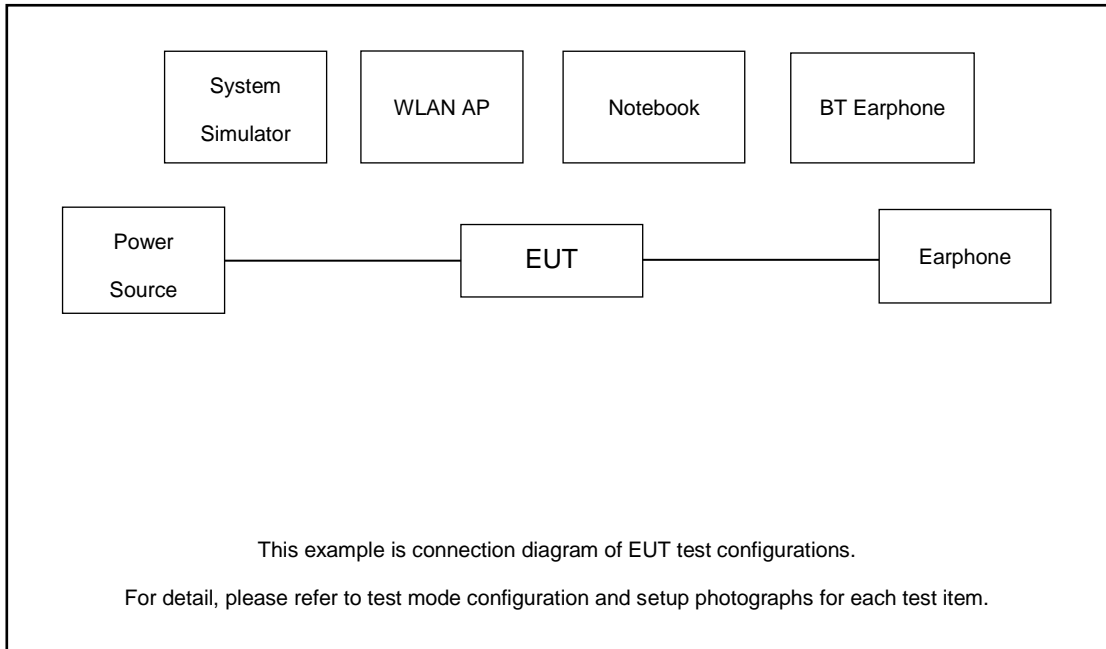 System
Simulator
WLAN AP
Notebook
BT Earphone
Power
Source
EUT
Earphone
This example is connection diagram of EUT test configurations.
For detail, please refer to test mode configuration and setup photographs for each test item.